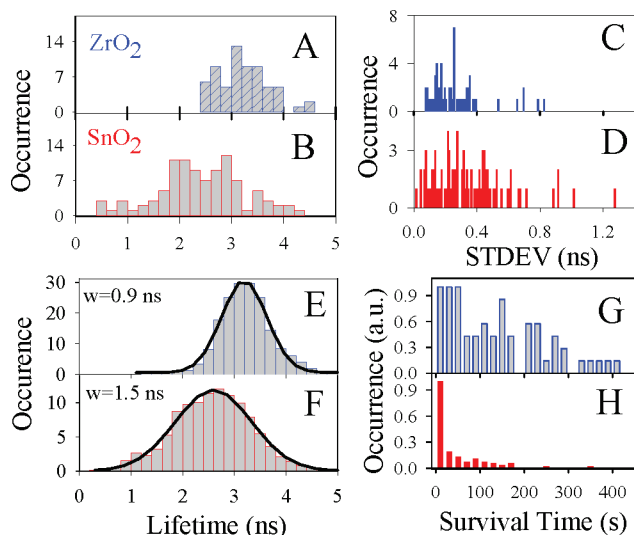 14 ZrO2 A
7
0
Occurrence
21 SnO2 B
14
7
0
0 1 2 3 4 5
8 C
4
0
Occurrence
D
3
0
0.0 0.4 0.8 1.2
STDEV (ns)
30 w=0.9 ns E
20
10
0
Occurence
w=1.5 ns F
10
5
0
0 1 2 3 4 5
Lifetime (ns)
0.9 G
0.6
0.3
0.0
Occurrence (a.u.)
0.9 H
0.6
0.3
0.0
0 100 200 300 400
Survival Time (s)